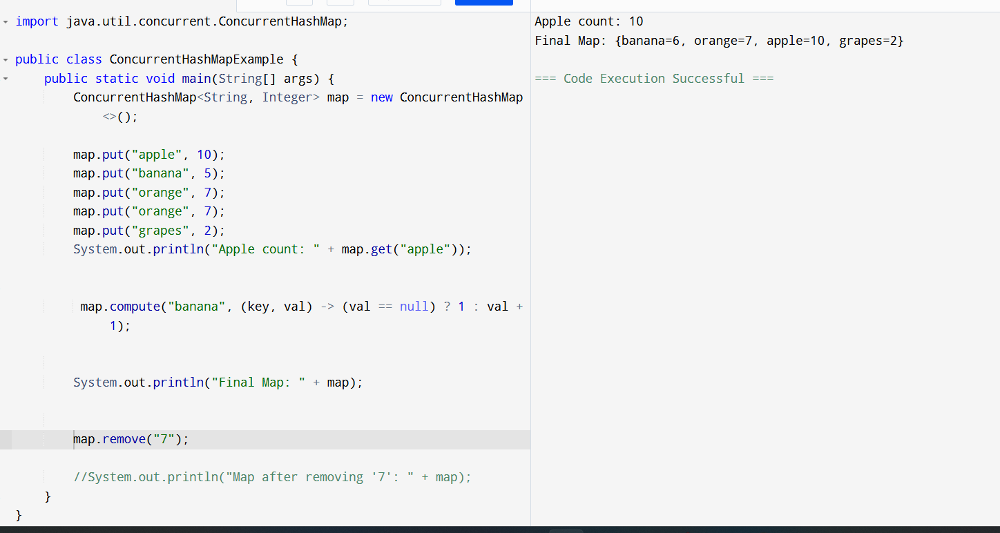 import java.util.concurrent.ConcurrentHashMap;
public class ConcurrentHashMapExample {
public static void main(String[] args) {
ConcurrentHashMap<String, Integer> map = new ConcurrentHashMap
<>();
map.put("apple", 10);
map.put("banana", 5);
map.put("orange", 7);
map.put("orange", 7);
map.put("grapes", 2);
System.out.println("Apple count: " + map.get("apple"));
map.compute("banana", (key, val) -> (val == null) ? 1 : val +
1);
System.out.println("Final Map: " + map);
map.remove("7");
//System.out.println("Map after removing '7': " + map);
}
}
Apple count: 10
Final Map: {banana=6, orange=7, apple=10, grapes=2}
=== Code Execution Successful ===